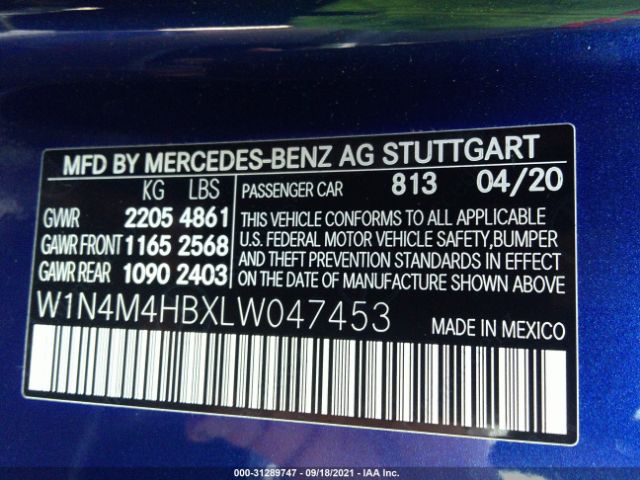 MFD BY MERCEDES-BENZ AG STUTTGART
KG LBS
GVWR 2205 4861
GAWR FRONT 1165 2568
GAWR REAR 1090 2403
PASSENGER CAR 813 04/20
THIS VEHICLE CONFORMS TO ALL APPLICABLE
U.S. FEDERAL MOTOR VEHICLE SAFETY,BUMPER
AND THEFT PREVENTION STANDARDS IN EFFECT
ON THE DATE OF MANUFACTURE SHOWN ABOVE
W1N4M4HBXLW047453 MADE IN MEXICO
000-31289747 - 09/18/2021 - IAA Inc.